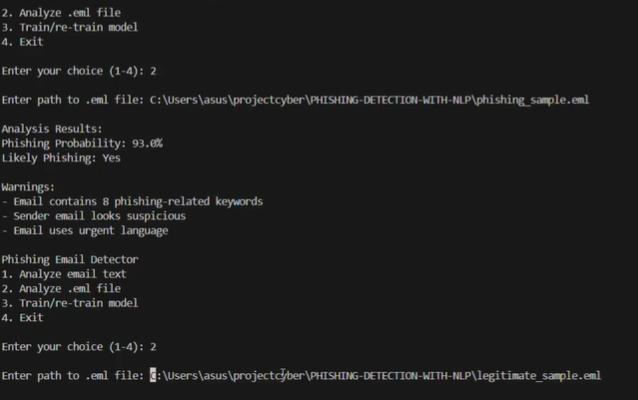 2. Analyze .eml file
3. Train/re-train model
4. Exit
Enter your choice (1-4): 2
Enter path to .eml file: C:\Users\asus\projectcyber\PHISHING-DETECTION-WITH-NLP\phishing_sample.eml
Analysis Results:
Phishing Probability: 93.0%
Likely Phishing: Yes
Warnings:
- Email contains 8 phishing-related keywords
- Sender email looks suspicious
- Email uses urgent language
Phishing Email Detector
1. Analyze email text
2. Analyze .eml file
3. Train/re-train model
4. Exit
Enter your choice (1-4): 2
Enter path to .eml file: C:\Users\asus\projectcyber\PHISHING-DETECTION-WITH-NLP\legitimate_sample.eml